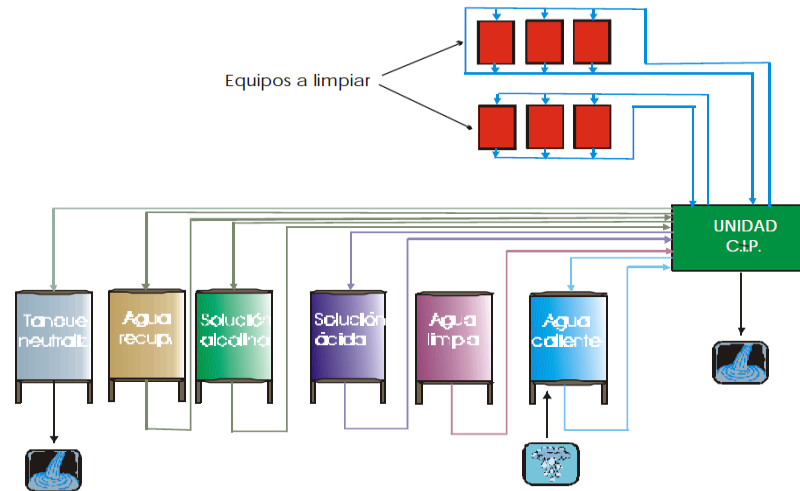 Equipos a limpiar
UNIDAD
C.I.P.
Tanque
neutraliz
Agua
recup.
Solución
alcalina
Solución
ácida
Agua
limpia
Agua
caliente